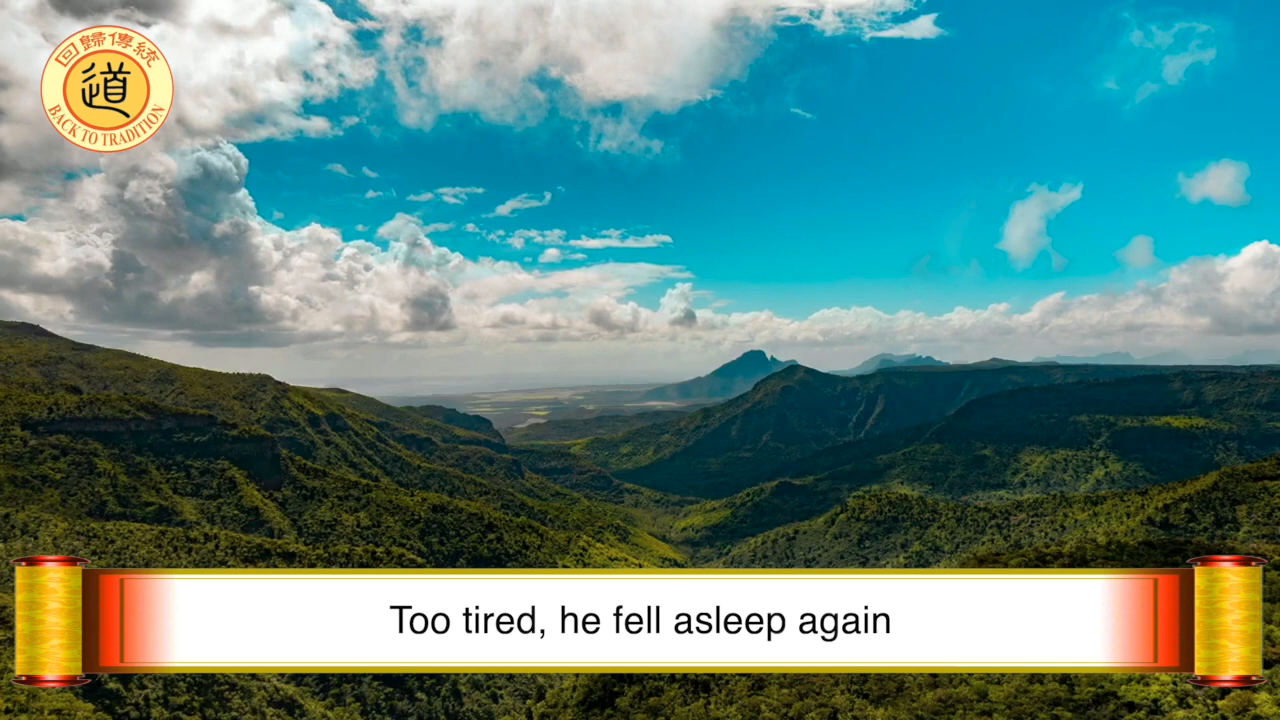 回歸傳統
道
BACK TO TRADITION
Too tired, he fell asleep again